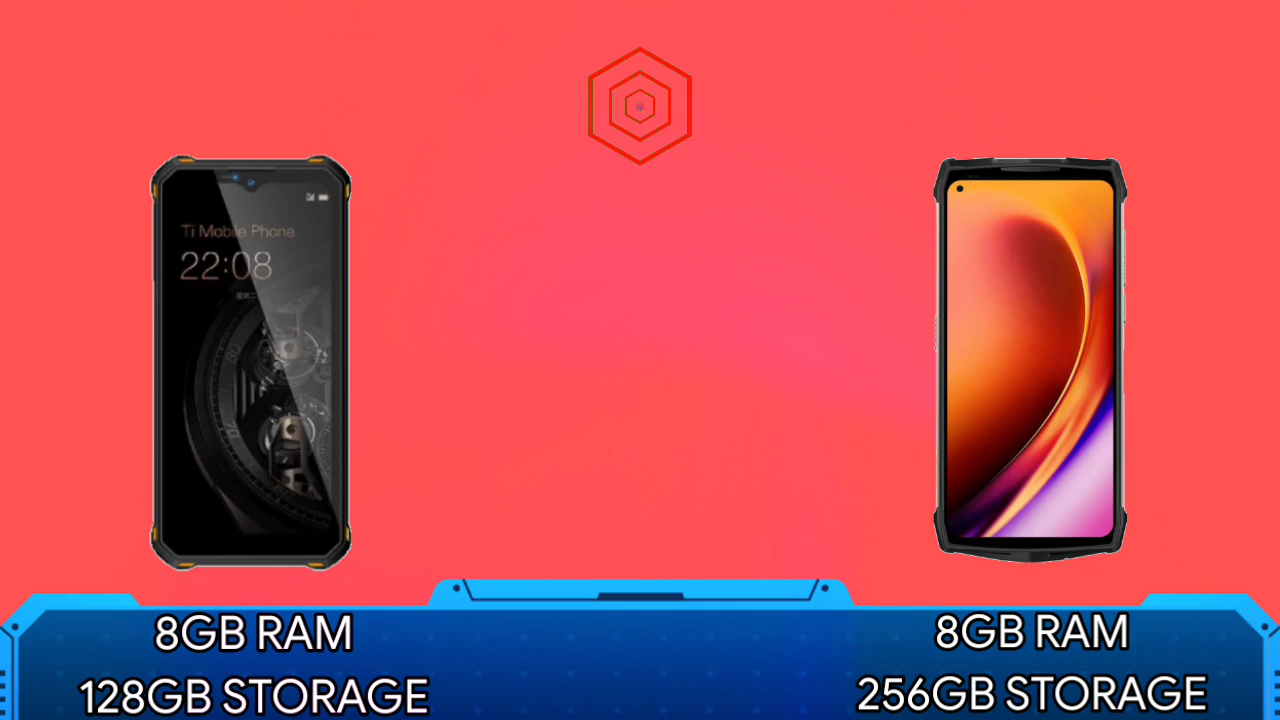 Ti Mobile Phone
22:08
8GB RAM
128GB STORAGE
8GB RAM
256GB STORAGE